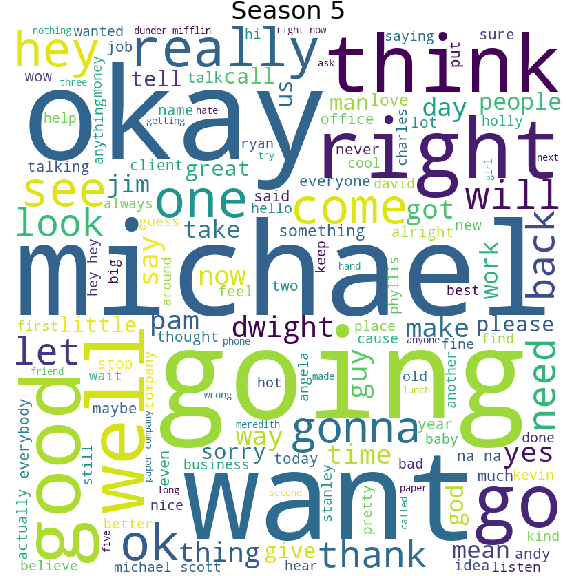 Season 5
nothing wanted dunder mifflin hi right now saying sure
hey job really ask think put
wow tell talk call us man love day people
three okay name anything money help hate right
getting ryan office lot charles holly
talking client great try never cool girl next
see jim one everyone david come got will
look always guess said hello alright new back
hey hey big say take something keep
around now feel two hand best phyllis work
michael
first little pam dwight make please
let thought phone place cause anyone fine find
friend stop wait company hot angela made guy old another need
good well going wrong lunch
maybe meredith year baby done yes
actually everybody still paper company even way gonna time na na
sorry business today bad much kevin
long nice second stanley pretty god called paper kind
better five want go
believe ok thing give thank mean andy
michael scott hear idea listen